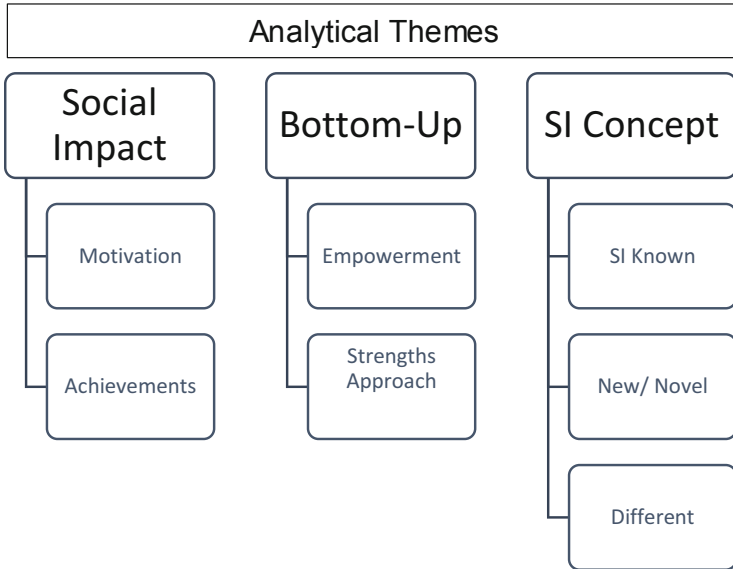 Analytical Themes
Social
Impact
Motivation
Achievements
Bottom-Up
Empowerment
Strengths
Approach
SI Concept
SI Known
New/ Novel
Different